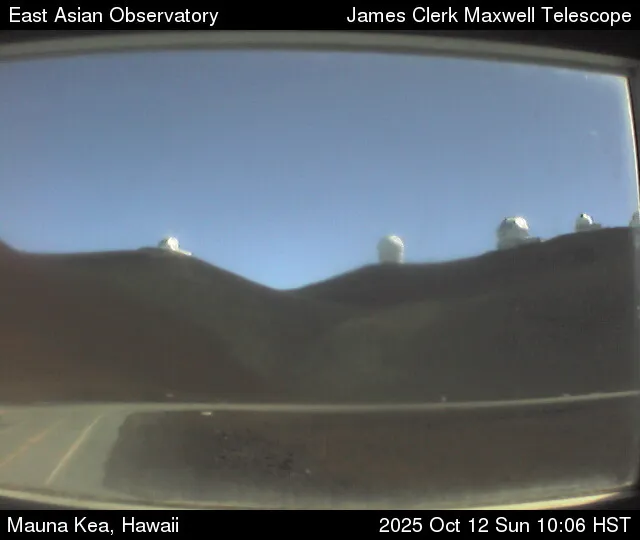 East Asian Observatory
James Clerk Maxwell Telescope
Mauna Kea, Hawaii
2025 Oct 12 Sun 10:06 HST